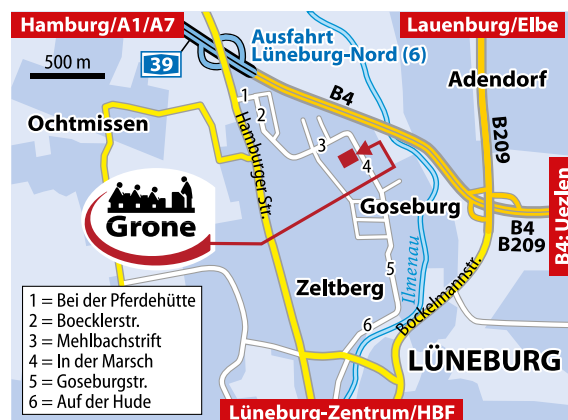 Hamburg/A1/A7
Lauenburg/Elbe
39
Ausfahrt
Lüneburg-Nord (6)
500 m
Adendorf
B4
B209
1
2
Ochtmissen
3
4
Hamburger Str.
Goseburg
Grone
B4: Uezlen
B4
B209
5
Ilmenau
Zeltberg
Bockelmannstr.
6
1 = Bei der Pferdehütte
2 = Boecklerstr.
3 = Mehlbachstrift
4 = In der Marsch
5 = Goseburgstr.
6 = Auf der Hude
LÜNEBURG
Lüneburg-Zentrum/HBF